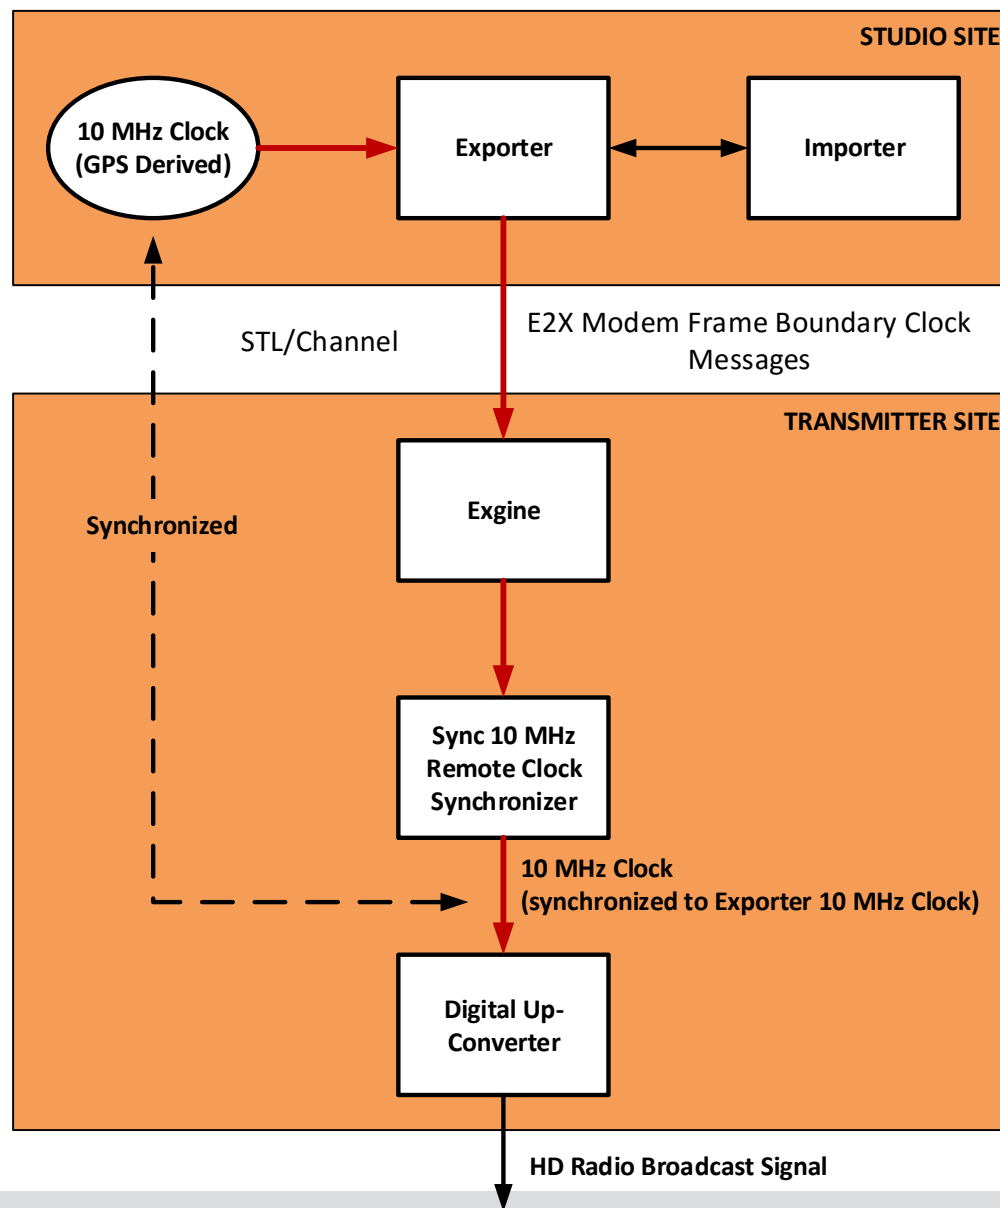 STUDIO SITE
10 MHz Clock
(GPS Derived)
Exporter
Importer
STL/Channel
E2X Modem Frame Boundary Clock
Messages
TRANSMITTER SITE
Exgine
Synchronized
Sync 10 MHz
Remote Clock
Synchronizer
10 MHz Clock
(synchronized to Exporter 10 MHz Clock)
Digital Up-
Converter
HD Radio Broadcast Signal